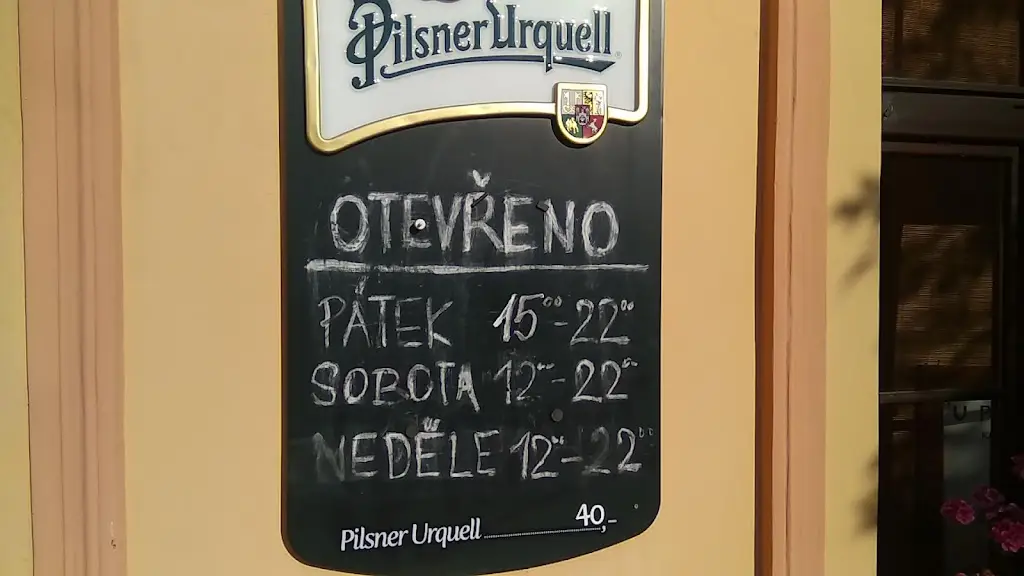 Pilsner Urquell
OTEVŘENO
PÁTEK 15⁰⁰-22⁰⁰
SOBOTA 12⁰⁰-22⁰⁰
NEDĚLE 12⁰⁰-22⁰⁰
Pilsner Urquell 40,-